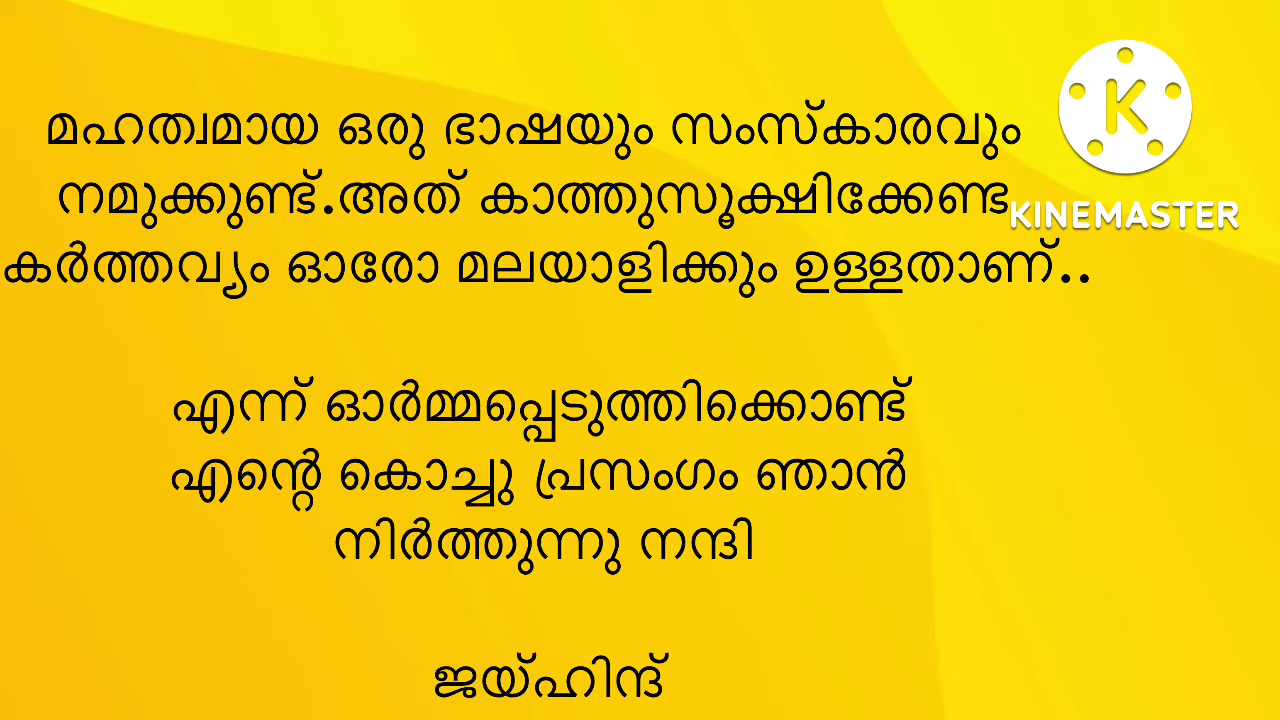 മഹത്വമായ ഒരു ഭാഷയും സംസ്കാരവും
നമുക്കുണ്ട്.അത് കാത്തുസൂക്ഷിക്കേണ്ട
KINEMASTER
കർത്തവ്യം ഓരോ മലയാളിക്കും ഉള്ളതാണ്..
എന്ന് ഓർമ്മപ്പെടുത്തിക്കൊണ്ട്
എന്റെ കൊച്ചു പ്രസംഗം ഞാൻ
നിർത്തുന്നു നന്ദി
ജയ്ഹിന്ദ്